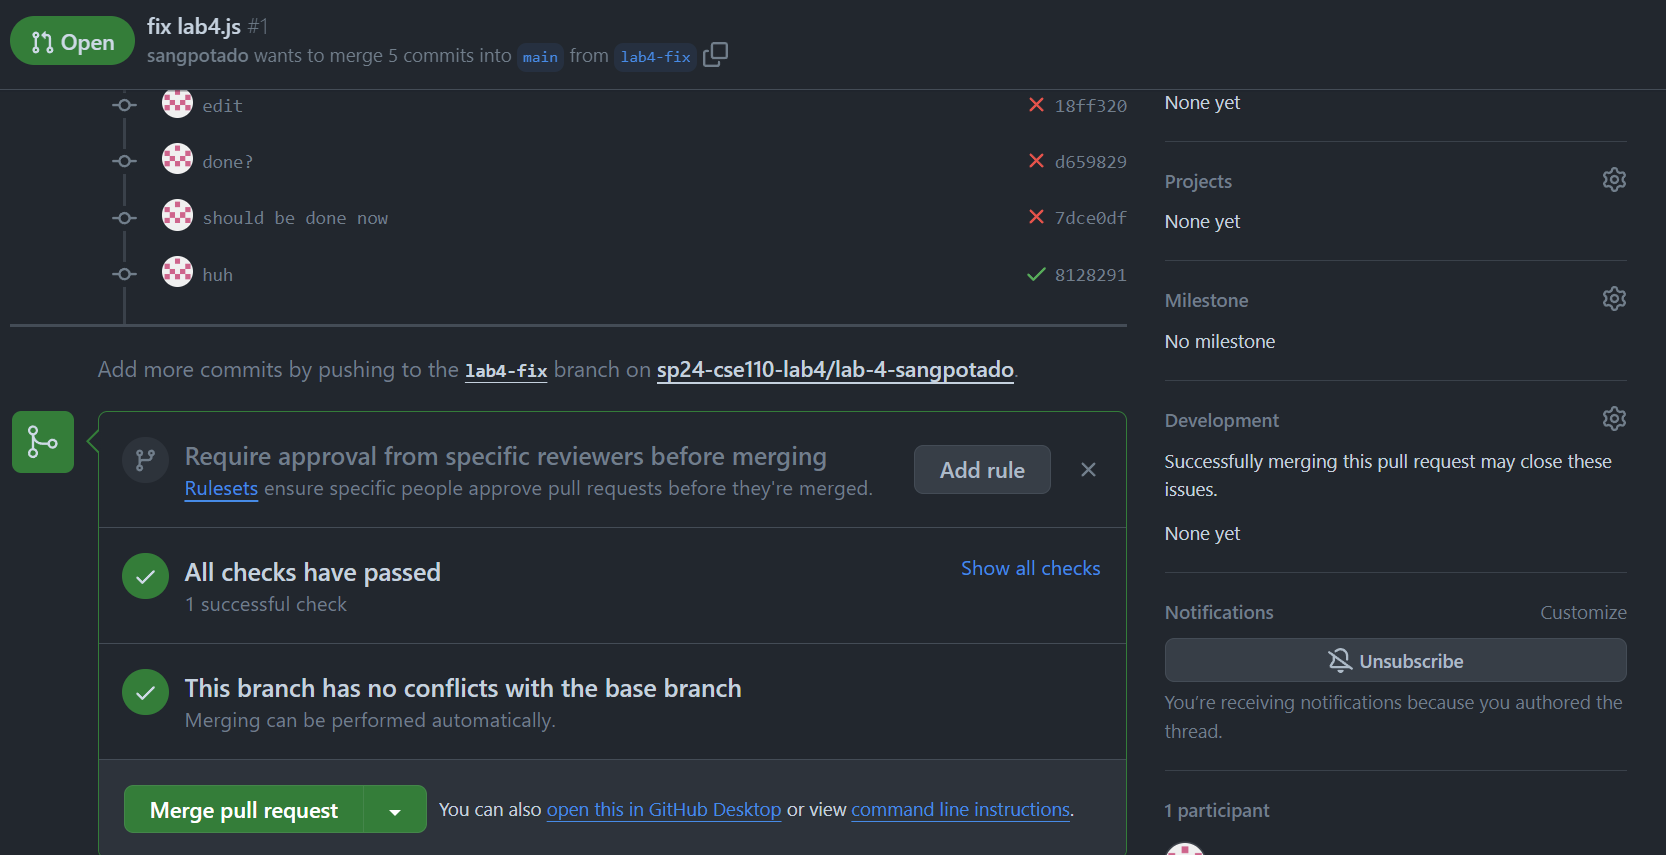 Open
fix lab4.js #1
sangpotado wants to merge 5 commits into main from lab4-fix
edit 18ff320
done? d659829
should be done now 7dce0df
huh 8128291
Add more commits by pushing to the lab4-fix branch on sp24-cse110-lab4/lab-4-sangpotado.
Require approval from specific reviewers before merging
Rulesets ensure specific people approve pull requests before they're merged.
Add rule
All checks have passed
1 successful check
Show all checks
This branch has no conflicts with the base branch
Merging can be performed automatically.
Merge pull request
You can also open this in GitHub Desktop or view command line instructions.
None yet
Projects
None yet
Milestone
No milestone
Development
Successfully merging this pull request may close these
issues.
None yet
Notifications Customize
Unsubscribe
You're receiving notifications because you authored the
thread.
1 participant